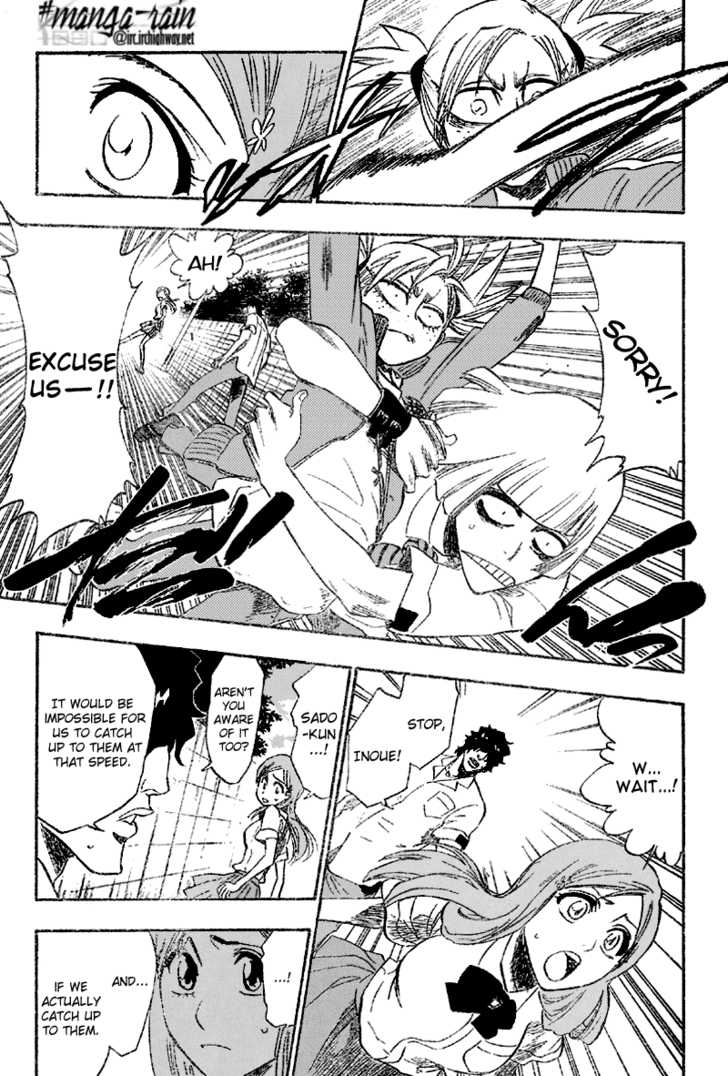 #manga-rain
@irc.irchighway.net
AH!
SORRY!
EXCUSE
US—!!
W...
WAIT...!
STOP,
INOUE!
SADO
-KUN
...!
AREN'T
YOU
AWARE
OF IT
TOO?
IT WOULD BE
IMPOSSIBLE FOR
US TO CATCH
UP TO THEM AT
THAT SPEED.
...!
AND...
IF WE
ACTUALLY
CATCH UP
TO THEM.